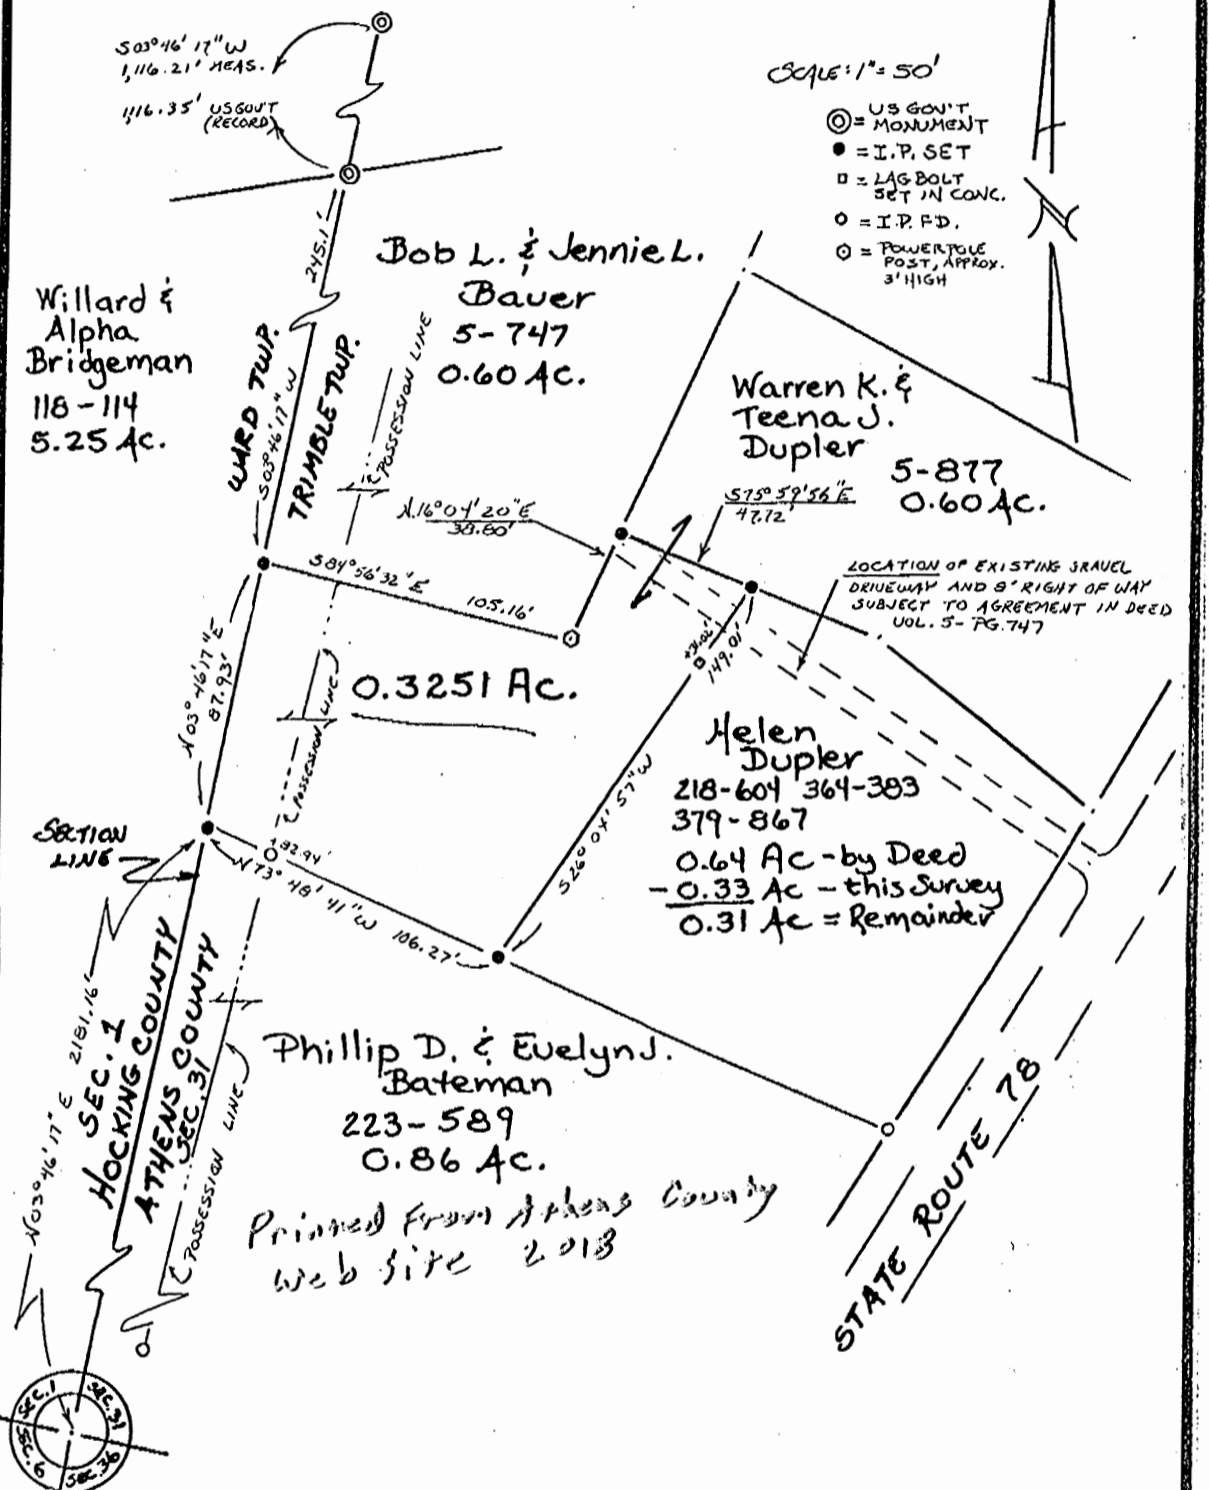 S03°46'17"W
1,116.21' MEAS.
1116.35' US GOV'T
(RECORD)
SCALE: 1" = 50'
◎ = US GOV'T
MONUMENT
● = I.P. SET
□ = LAG BOLT
SET IN CONC.
○ = I.P. FD.
⊙ = POWERPOLE
POST, APPROX.
3' HIGH
245.1'
Willard &
Alpha
Bridgeman
118-114
5.25 Ac.
WARD TWP.
S03°46'17"W
TRIMBLE TWP.
POSSESSION LINE
Bob L. & Jennie L.
Bauer
5-747
0.60 AC.
Warren K. &
Teena J.
Dupler
5-877
0.60 AC.
N.16°04'20"E
38.80'
S75°59'56"E
47.72'
LOCATION OF EXISTING GRAVEL
DRIVEWAY AND 8' RIGHT OF WAY
SUBJECT TO AGREEMENT IN DEED
VOL. 5-PG. 747
S84°56'32"E
105.16'
N03°46'17"E
87.93'
0.3251 Ac.
POSSESSION LINE
149.01'
S26°01'57"W
Helen
Dupler
218-604 364-383
379-867
0.64 Ac - by Deed
- 0.33 Ac - this Survey
0.31 Ac = Remainder
SECTION
LINE
N73°48'41"W
106.27'
N03°46'17"E 2181.16'
SEC. 1
HOCKING COUNTY
ATHENS COUNTY
SEC. 31
POSSESSION LINE
Phillip D. & Evelyn J.
Bateman
223-589
0.86 Ac.
Printed From Athens County
Web Site 2018
STATE ROUTE 78
SEC. 1
SEC. 31
SEC. 6
SEC. 36